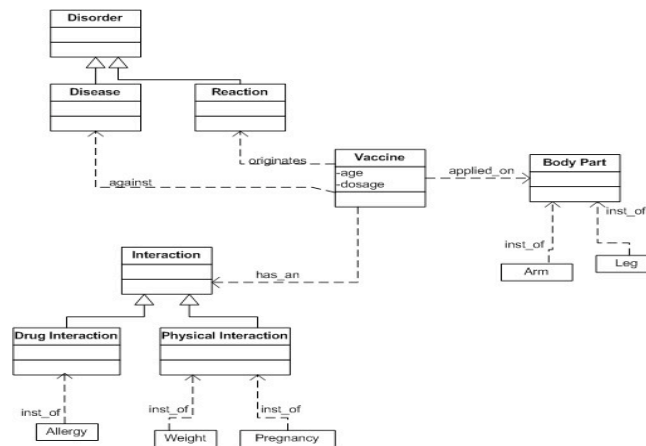 Disorder
Disease
Reaction
originates
against
Vaccine
-age
-dosage
applied_on
Body Part
inst_of
inst_of
Arm
Leg
Interaction
has_an
Drug Interaction
Physical Interaction
inst_of
inst_of
inst_of
Allergy
Weight
Pregnancy